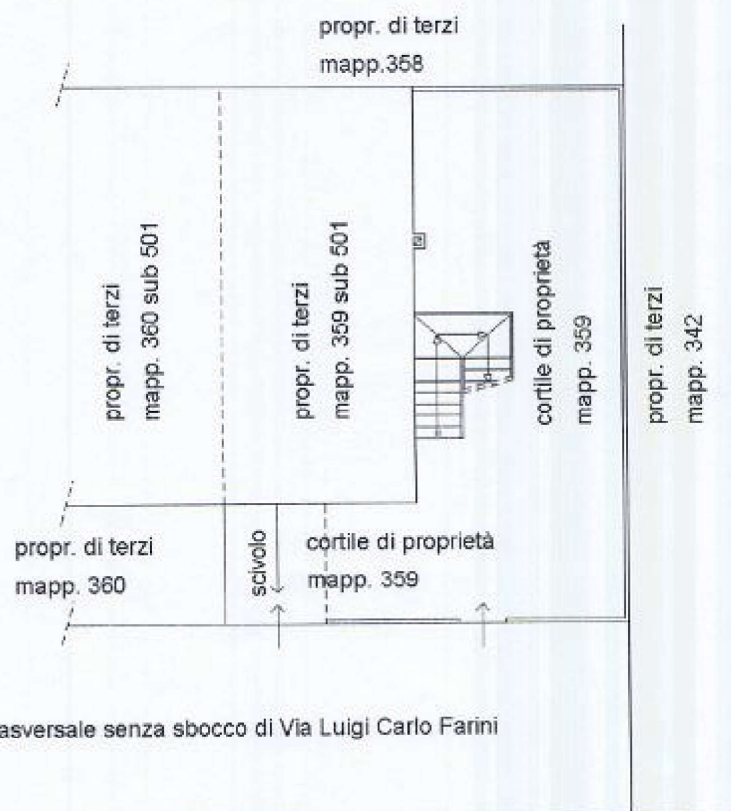 propr. di terzi
mapp.358
propr. di terzi
mapp. 360 sub 501
propr. di terzi
mapp. 359 sub 501
cortile di proprietà
mapp. 359
propr. di terzi
mapp. 342
propr. di terzi
mapp. 360
scivolo
cortile di proprietà
mapp. 359
asversale senza sbocco di Via Luigi Carlo Farini